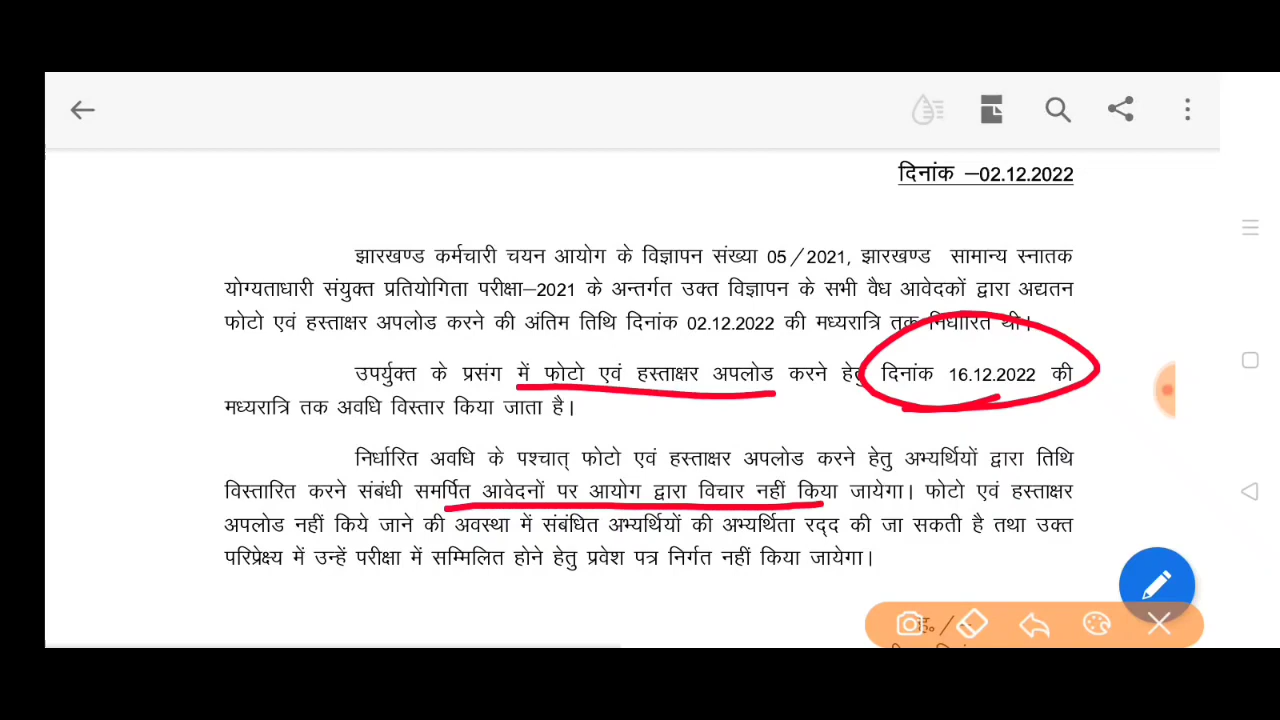 दिनांक –02.12.2022
झारखण्ड कर्मचारी चयन आयोग के विज्ञापन संख्या 05/2021, झारखण्ड सामान्य स्नातक
योग्यताधारी संयुक्त प्रतियोगिता परीक्षा–2021 के अन्तर्गत उक्त विज्ञापन के सभी वैध आवेदकों द्वारा अद्यतन
फोटो एवं हस्ताक्षर अपलोड करने की अंतिम तिथि दिनांक 02.12.2022 की मध्यरात्रि तक निर्धारित थी।
उपर्युक्त के प्रसंग में फोटो एवं हस्ताक्षर अपलोड करने हेतु दिनांक 16.12.2022 की
मध्यरात्रि तक अवधि विस्तार किया जाता है।
निर्धारित अवधि के पश्चात् फोटो एवं हस्ताक्षर अपलोड करने हेतु अभ्यर्थियों द्वारा तिथि
विस्तारित करने संबंधी समर्पित आवेदनों पर आयोग द्वारा विचार नहीं किया जायेगा। फोटो एवं हस्ताक्षर
अपलोड नहीं किये जाने की अवस्था में संबंधित अभ्यर्थियों की अभ्यर्थिता रद्द की जा सकती है तथा उक्त
परिप्रेक्ष्य में उन्हें परीक्षा में सम्मिलित होने हेतु प्रवेश पत्र निर्गत नहीं किया जायेगा।
ह॰/–